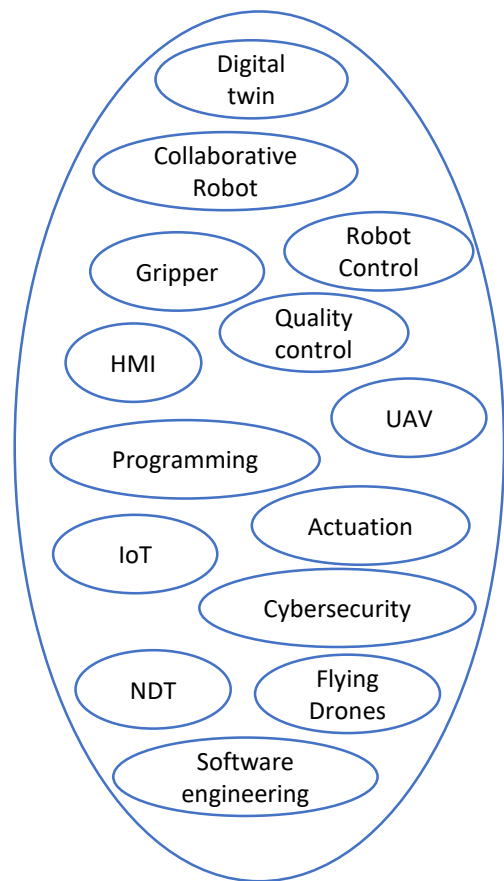 Digital
twin
Collaborative
Robot
Robot
Control
Gripper
Quality
control
HMI
UAV
Programming
Actuation
IoT
Cybersecurity
NDT
Flying
Drones
Software
engineering